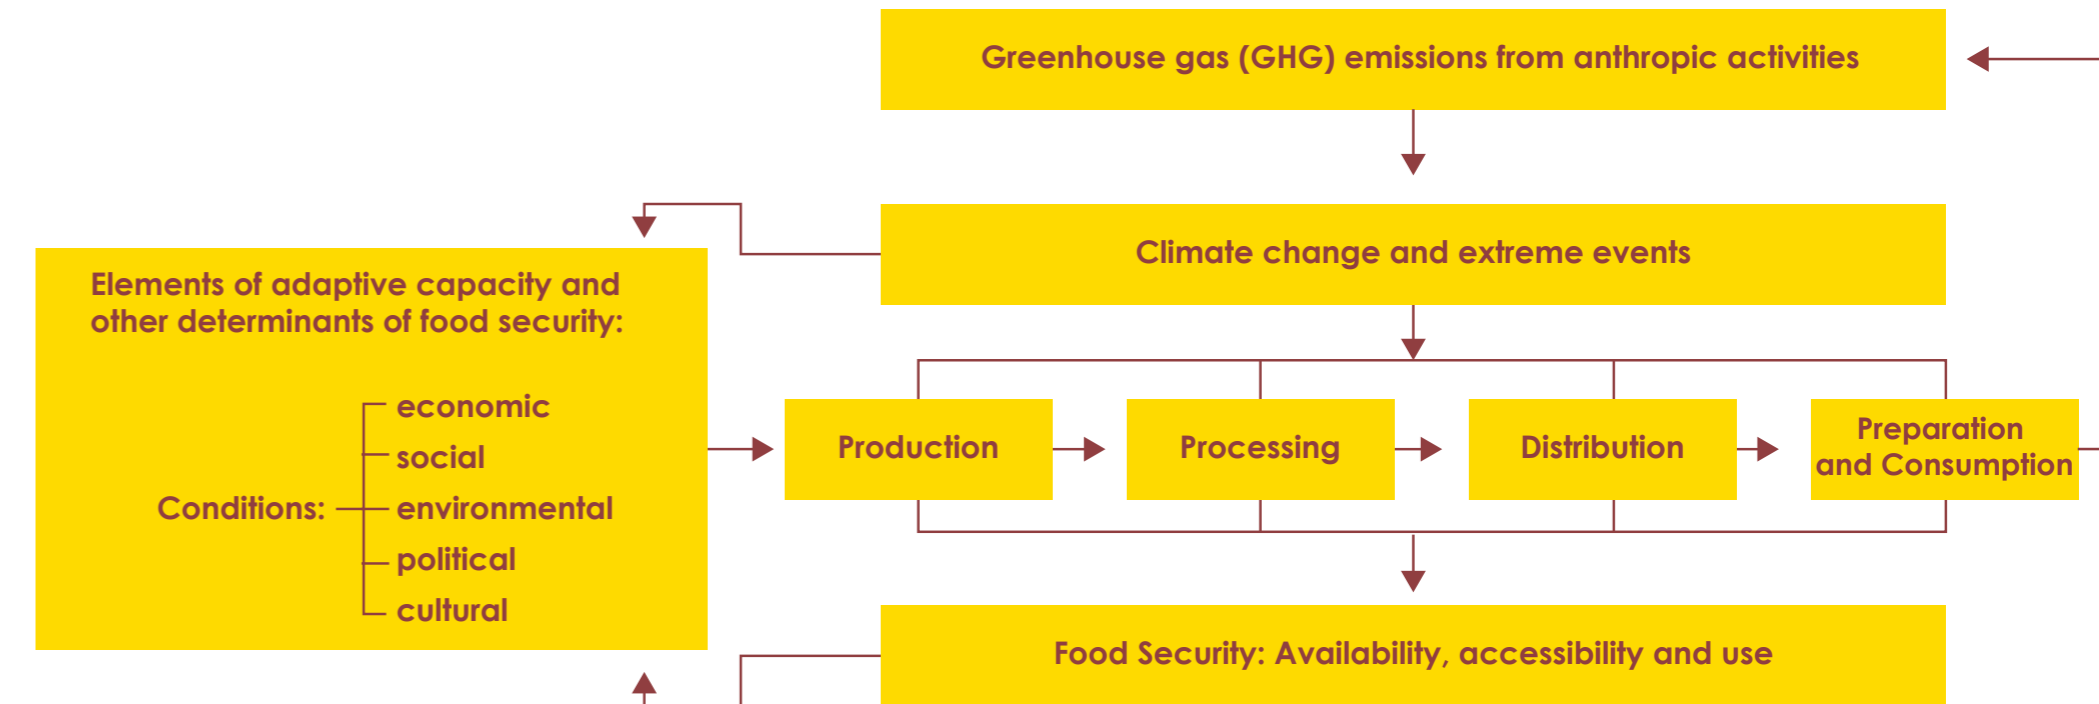 Greenhouse gas (GHG) emissions from anthropic activities
Climate change and extreme events
Elements of adaptive capacity and
other determinants of food security:
Conditions:
economic
social
environmental
political
cultural
Production
Processing
Distribution
Preparation
and Consumption
Food Security: Availability, accessibility and use